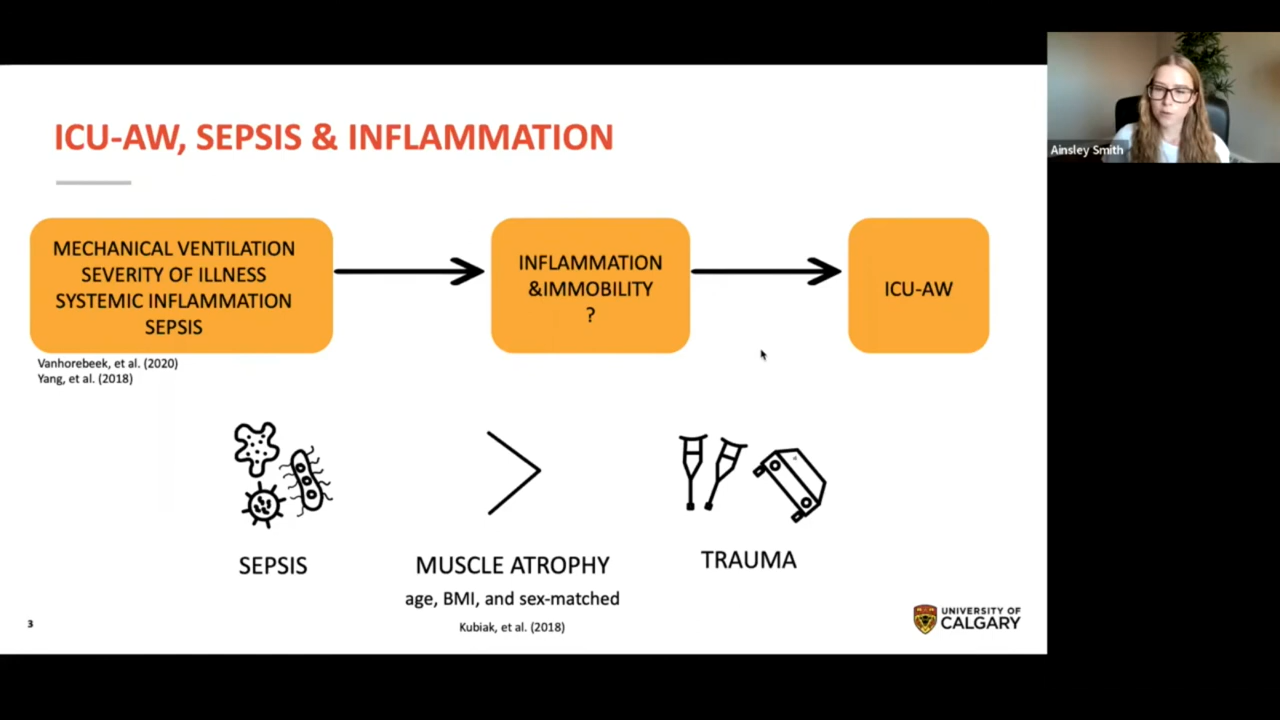 ICU-AW, SEPSIS & INFLAMMATION
MECHANICAL VENTILATION
SEVERITY OF ILLNESS
SYSTEMIC INFLAMMATION
SEPSIS
INFLAMMATION
&IMMOBILITY
?
ICU-AW
Vanhorebeek, et al. (2020)
Yang, et al. (2018)
SEPSIS
MUSCLE ATROPHY
age, BMI, and sex-matched
Kubiak, et al. (2018)
TRAUMA
3
UNIVERSITY OF
CALGARY
Ainsley Smith